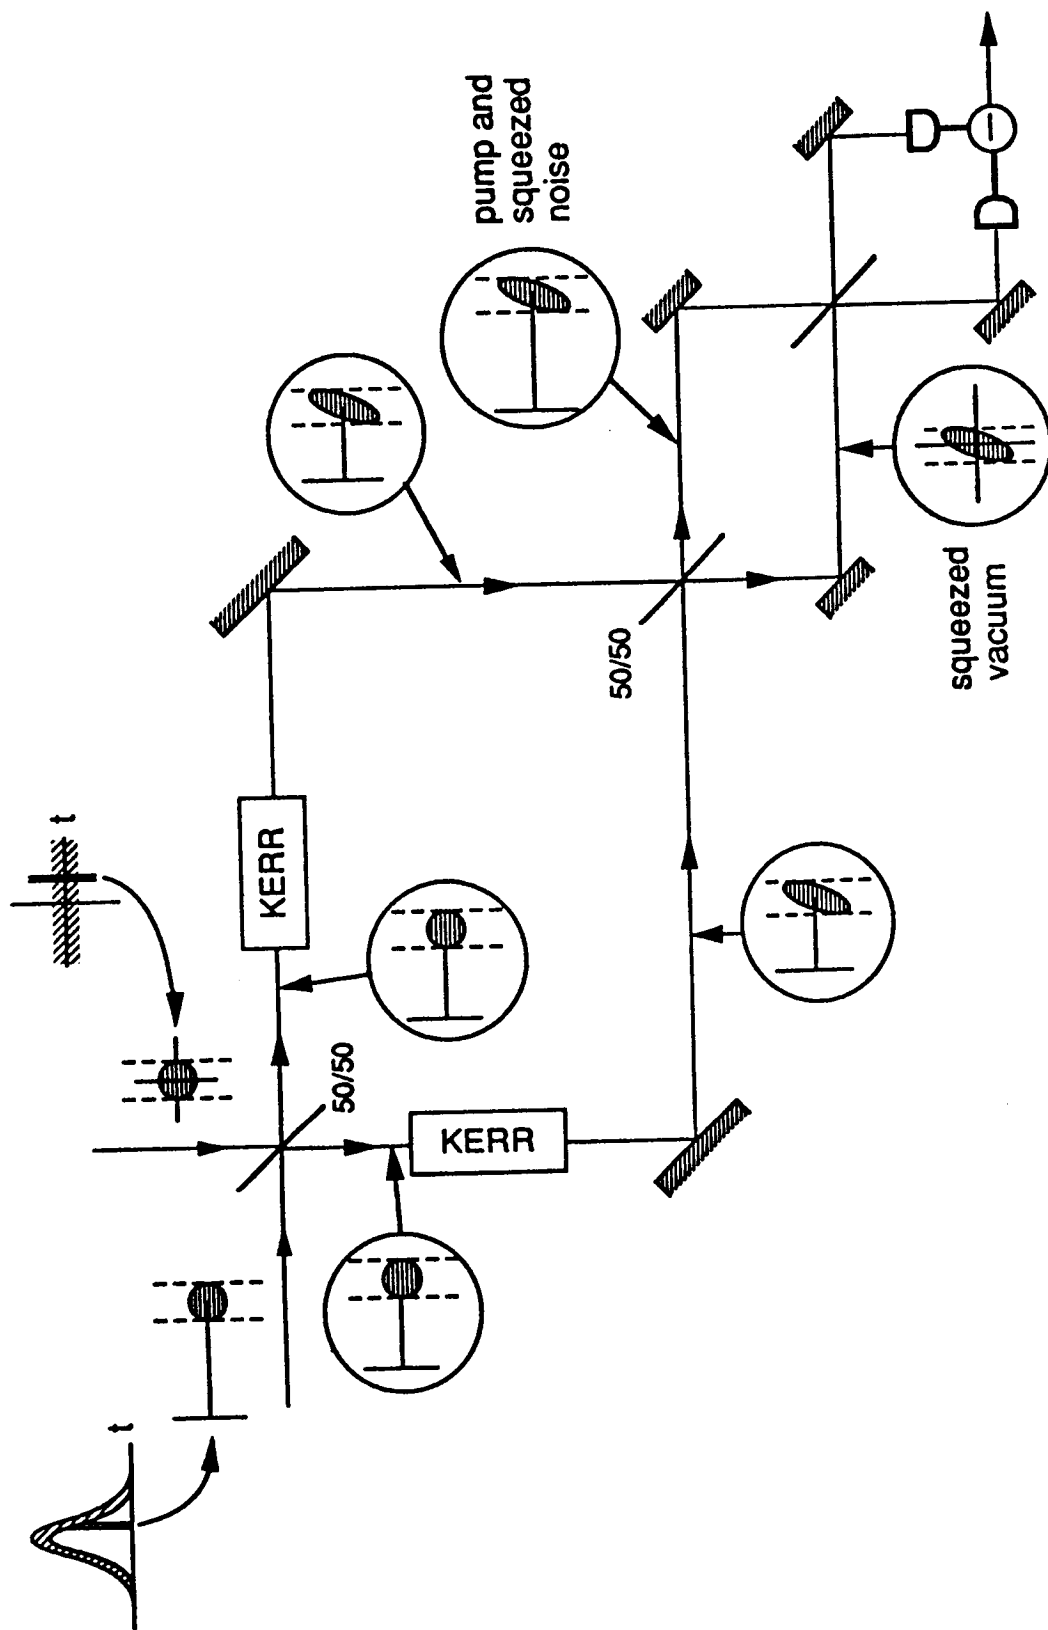 t
t
KERR
50/50
KERR
50/50
pump and
squeezed
noise
squeezed
vacuum
−